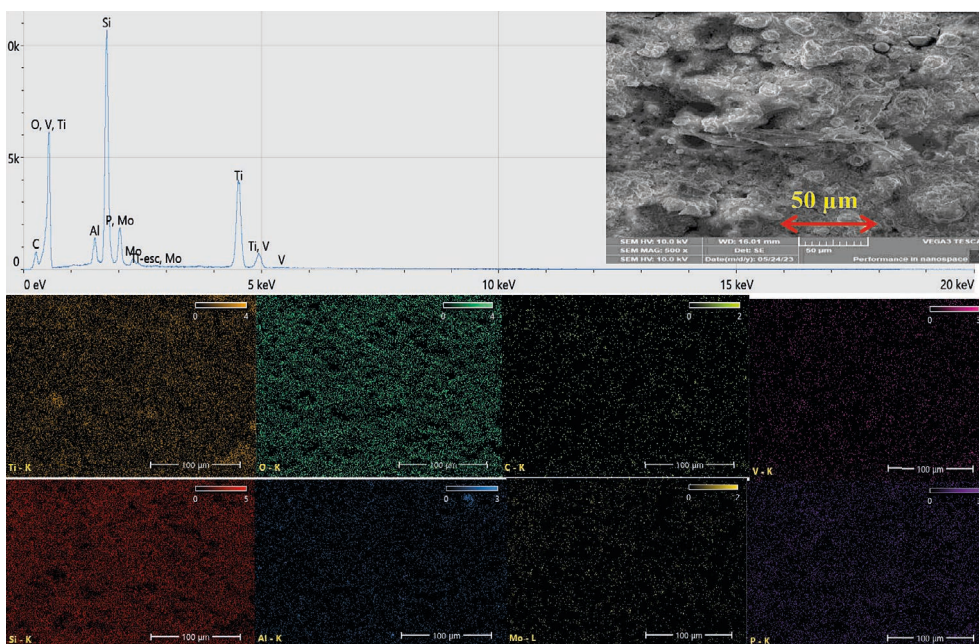 Si
0k
O, V, Ti
5k
Ti
P, Mo
Al
Ti, V
C
Mo
Ti-esc, Mo
V
0
0 eV
5 keV
10 keV
15 keV
20 keV
50 µm
SEM HV: 10.0 kV
WD: 16.01 mm
VEGA3 TESC
SEM MAG: 500 x
Det: SE
50 µm
SEM HV: 10.0 kV
Date(m/d/y): 05/24/23
Performance in nanospace
0 4
Ti - K
100 µm
0 4
O - K
100 µm
0 2
C - K
100 µm
0
V - K
100 µm
0 5
Si - K
100 µm
0 3
Al - K
100 µm
0 2
Mo - L
100 µm
0
P - K
100 µm